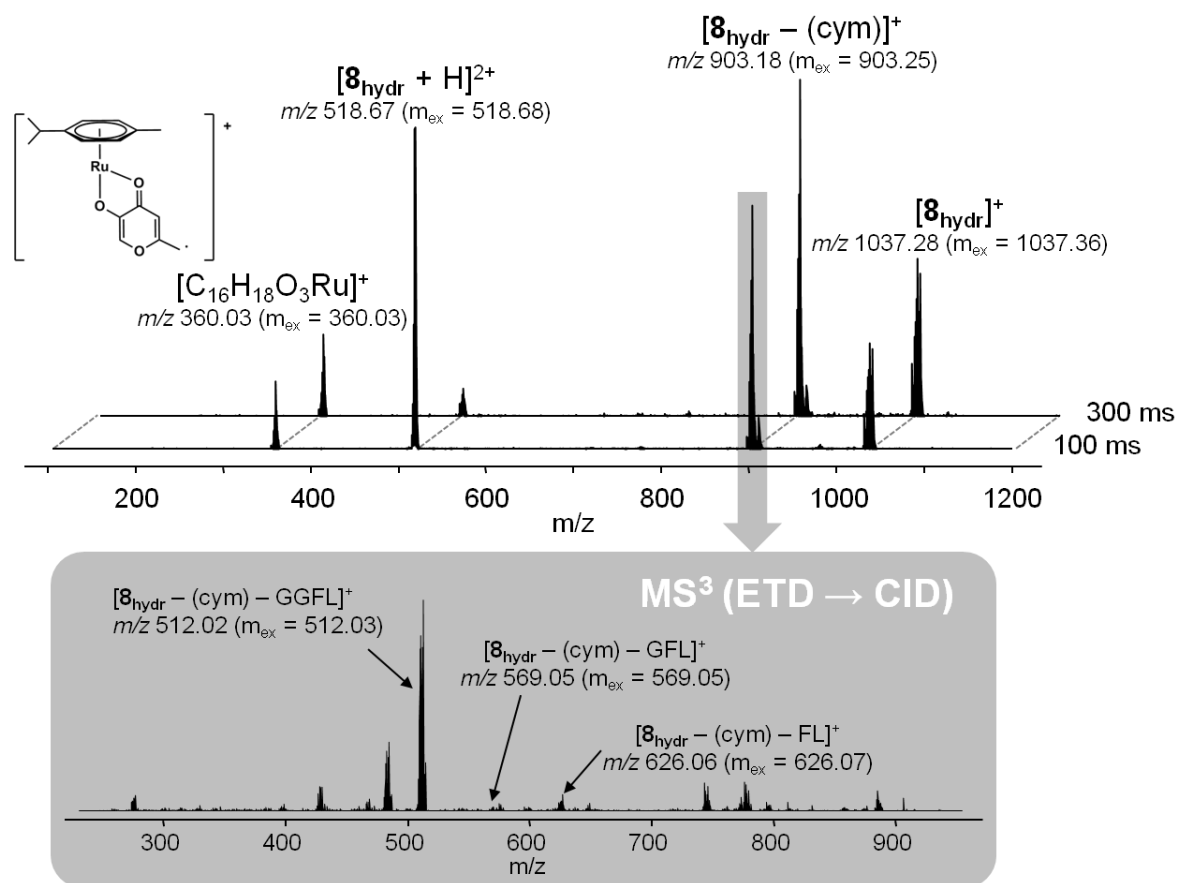 [8hydr – (cym)]+
m/z 903.18 (mex = 903.25)
[8hydr + H]2+
m/z 518.67 (mex = 518.68)
+
Ru
O
O
O
[8hydr]+
m/z 1037.28 (mex = 1037.36)
[C16H18O3Ru]+
m/z 360.03 (mex = 360.03)
300 ms
100 ms
200 400 600 800 1000 1200
m/z
MS3 (ETD → CID)
[8hydr – (cym) – GGFL]+
m/z 512.02 (mex = 512.03)
[8hydr – (cym) – GFL]+
m/z 569.05 (mex = 569.05)
[8hydr – (cym) – FL]+
m/z 626.06 (mex = 626.07)
300 400 500 600 700 800 900
m/z